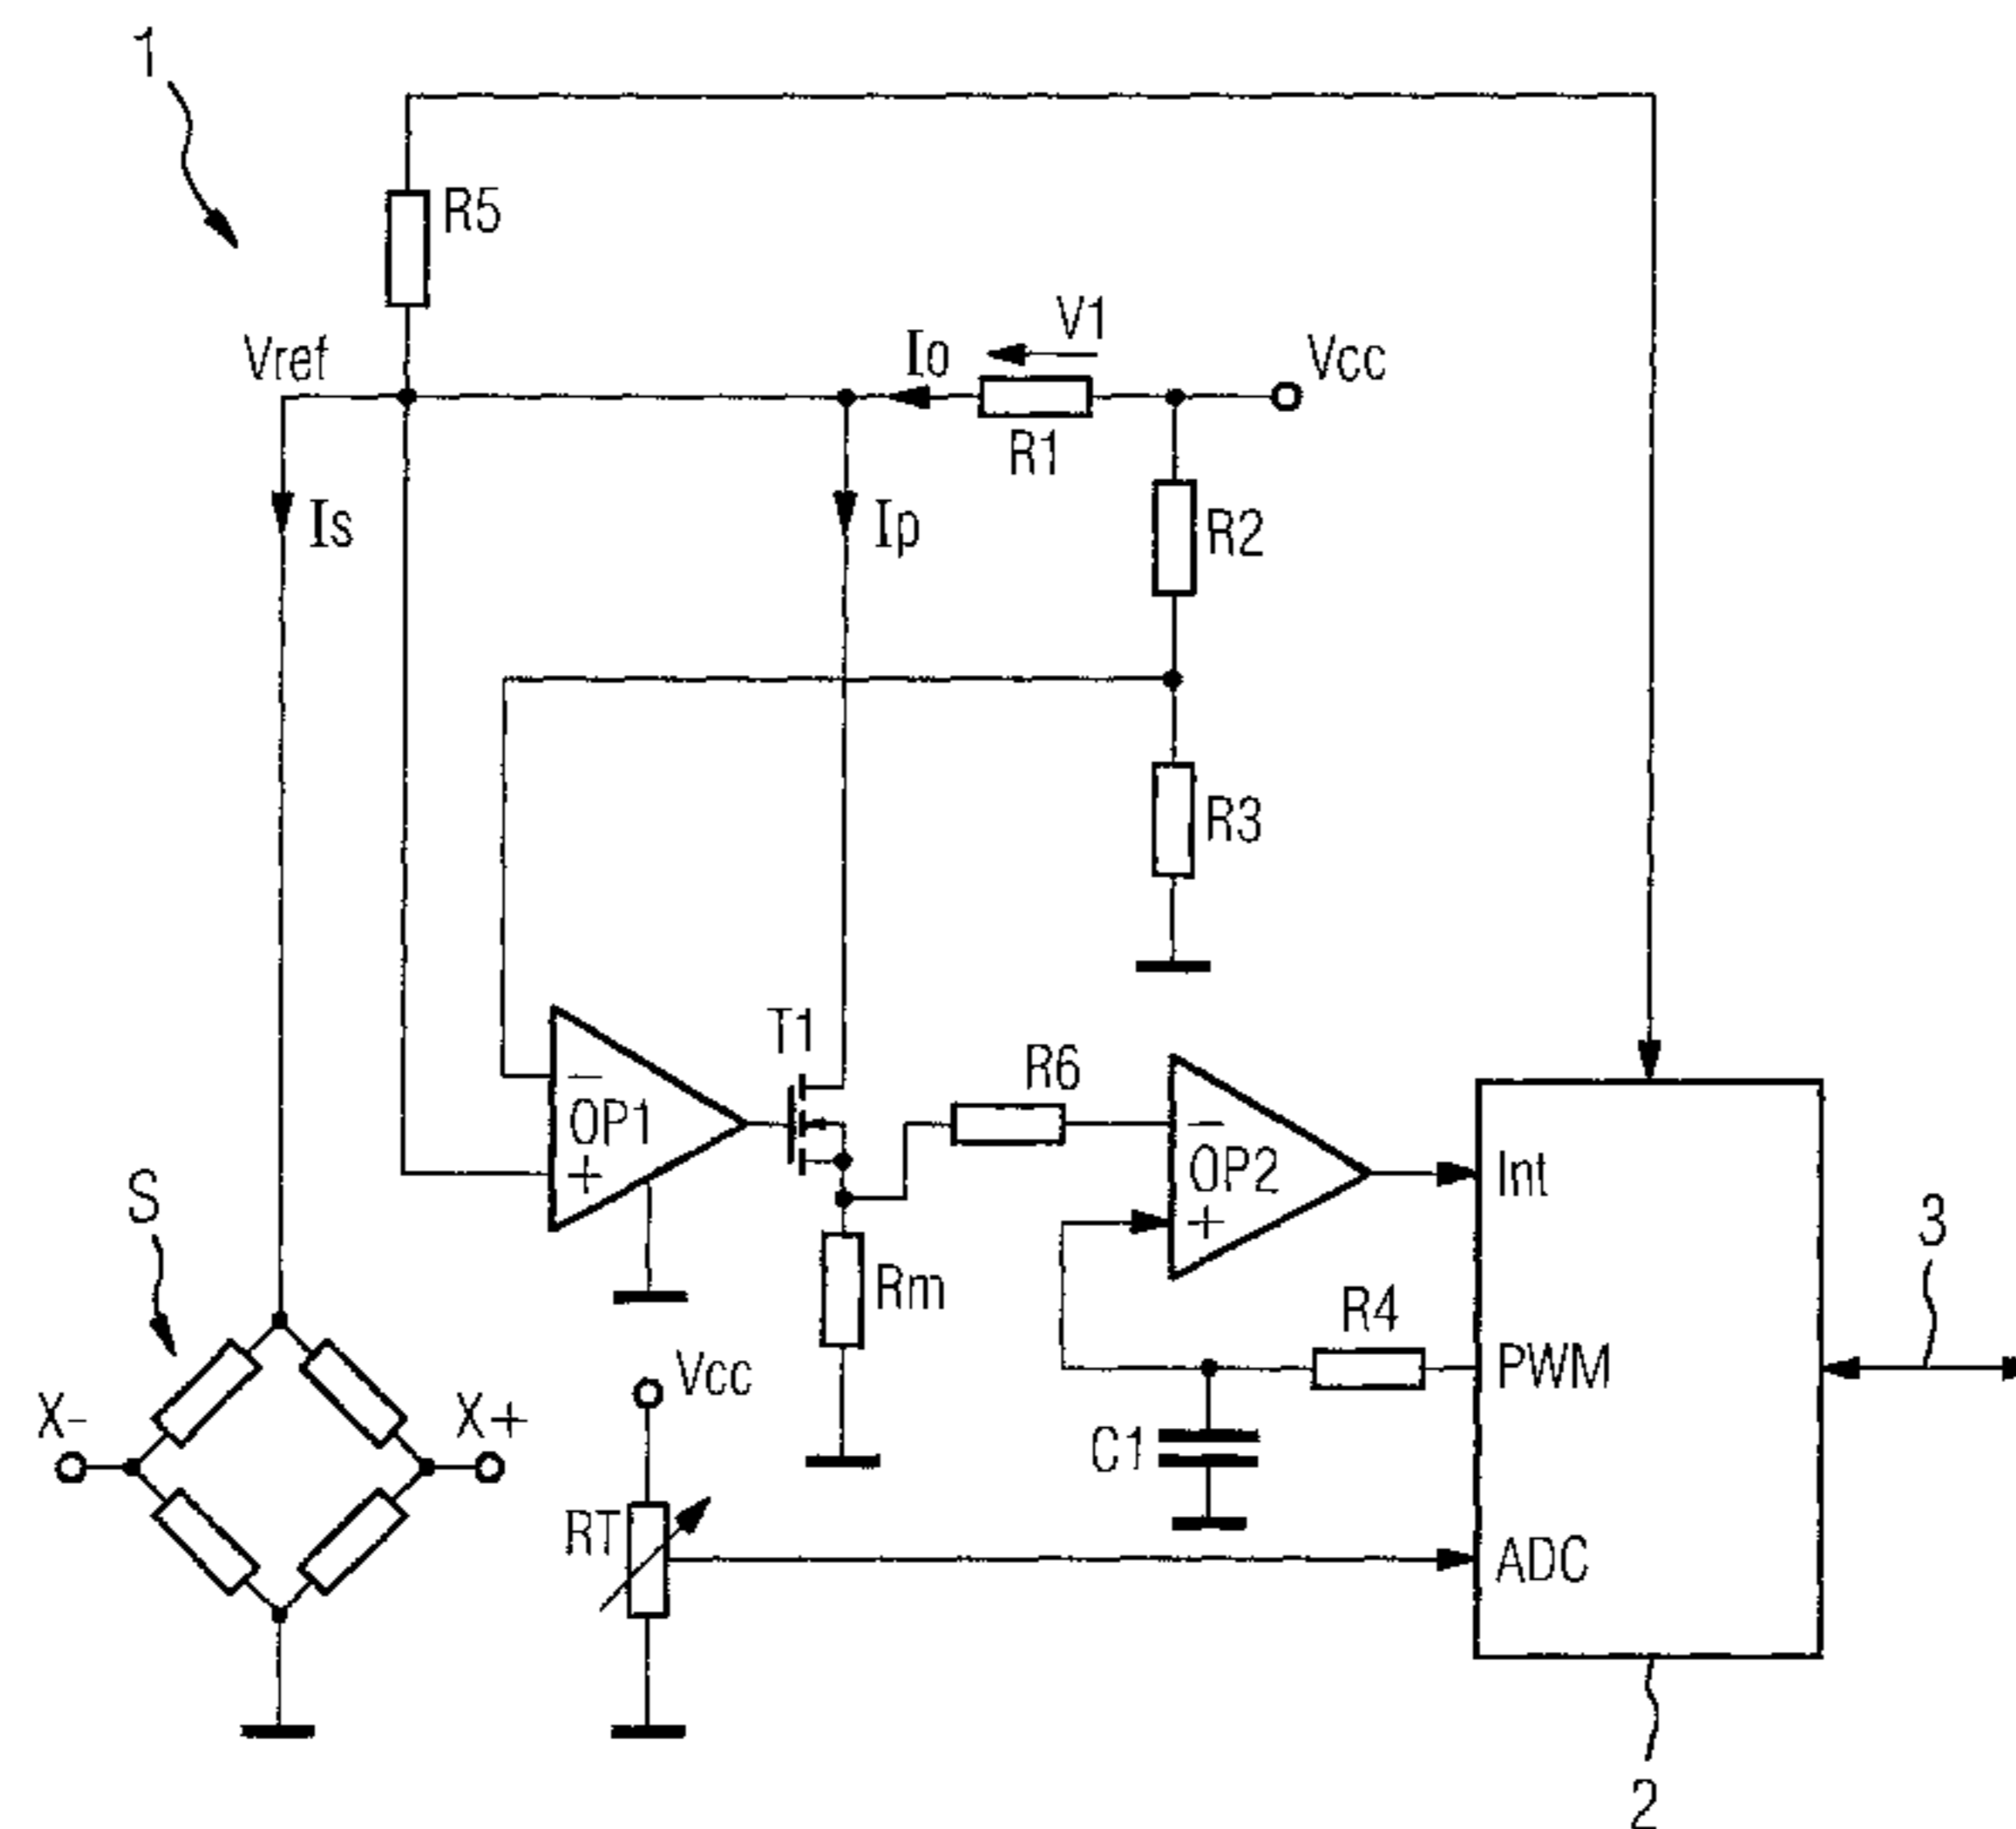 1
R5
V1
Vref
Io
Vcc
R1
Is
Ip
R2
R3
T1
R6
−
OP1
+
−
OP2
+
Int
S
Rm
R4
3
PWM
Vcc
X-
X+
C1
RT
ADC
2